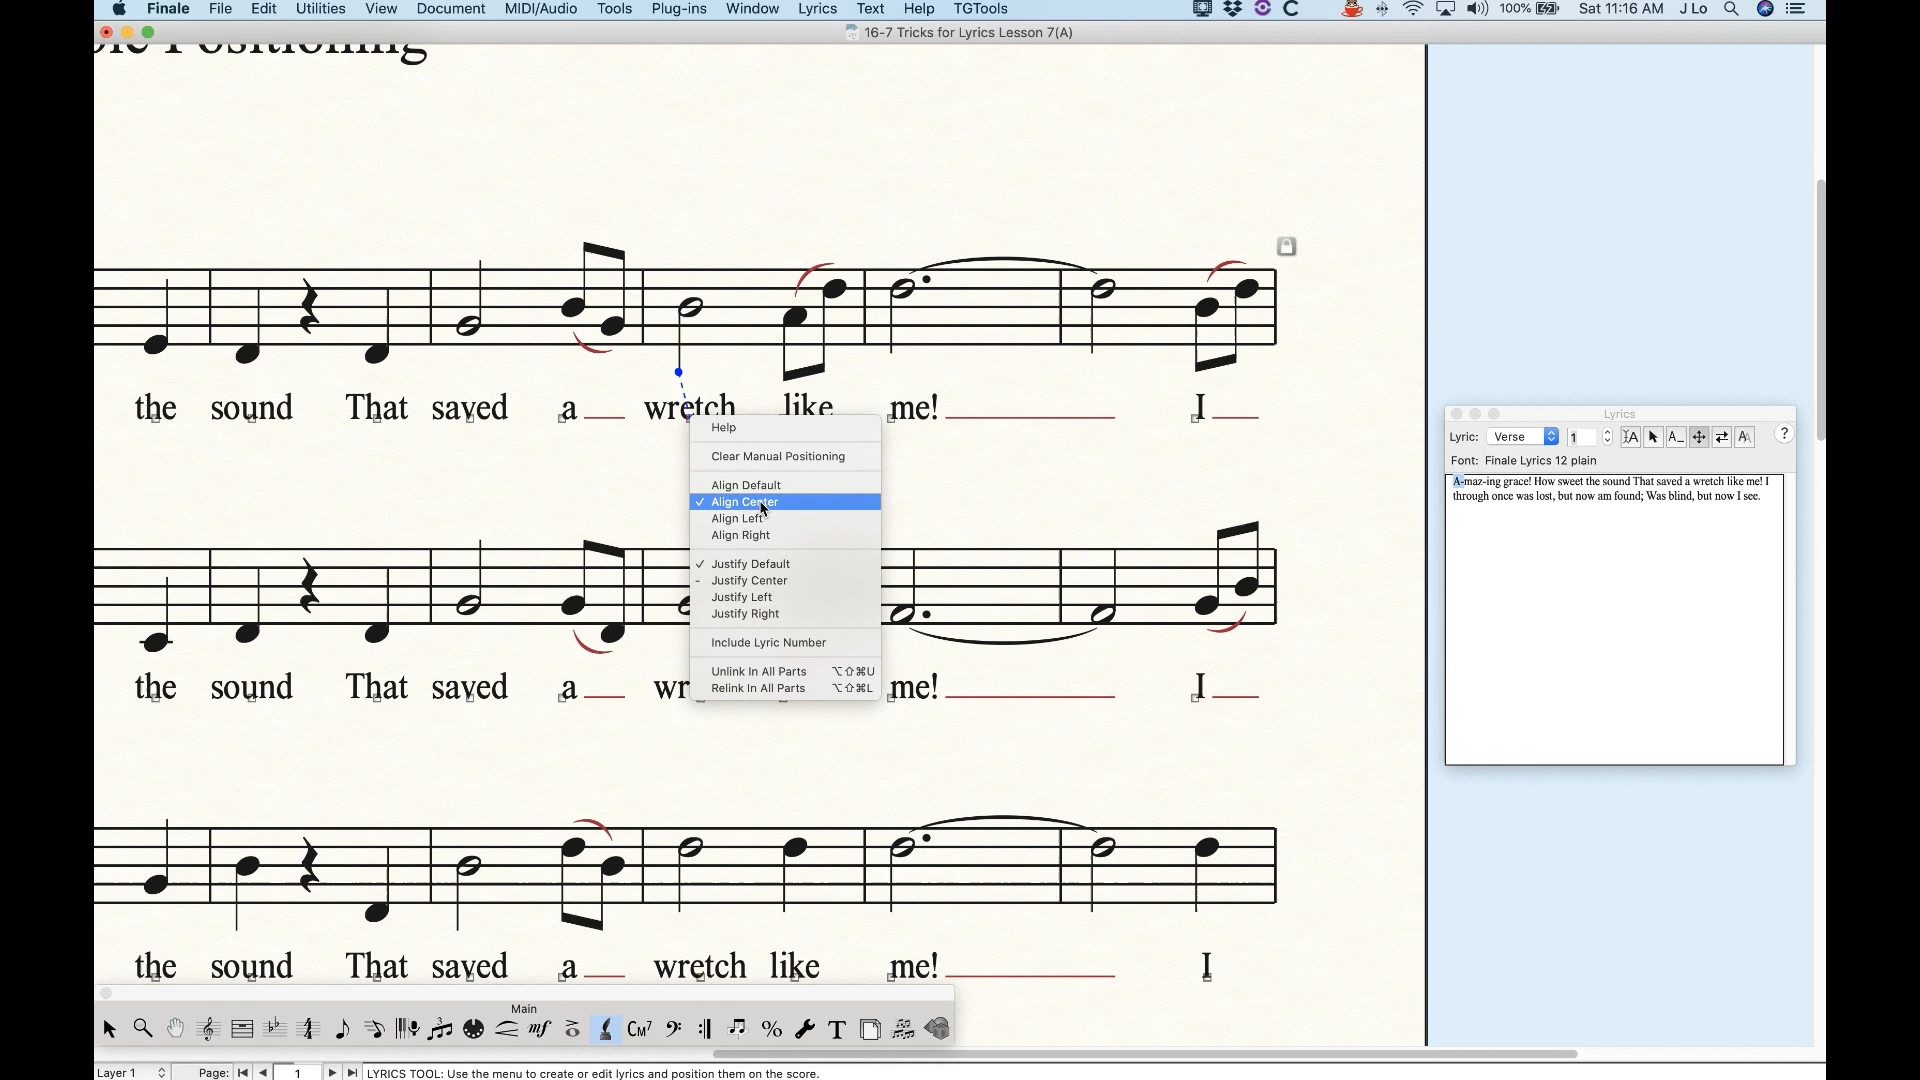 Finale File Edit Utilities View Document MIDI/Audio Tools Plug-ins Window Lyrics Text Help TGTools 100% Sat 11:16 AM J Lo
16-7 Tricks for Lyrics Lesson 7(A)
Positioning
the sound That saved a wretch like me! I
Help
Clear Manual Positioning
Align Default
✓ Align Center
Align Left
Align Right
✓ Justify Default
- Justify Center
Justify Left
Justify Right
Include Lyric Number
Unlink In All Parts ⌥⇧⌘U
Relink In All Parts ⌥⇧⌘L
Lyrics
Lyric: Verse 1 ?
Font: Finale Lyrics 12 plain
A-maz-ing grace! How sweet the sound That saved a wretch like me! I
through once was lost, but now am found; Was blind, but now I see.
the sound That saved a me! I
the sound That saved a wretch like me! I
Main
mf CM7 % T
Layer 1 Page: 1 LYRICS TOOL: Use the menu to create or edit lyrics and position them on the score.